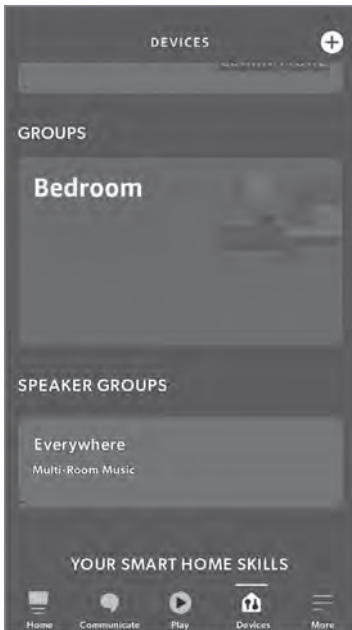 DEVICES
GROUPS
Bedroom
SPEAKER GROUPS
Everywhere
Multi-Room Music
YOUR SMART HOME SKILLS
Home Communicate Play Devices More